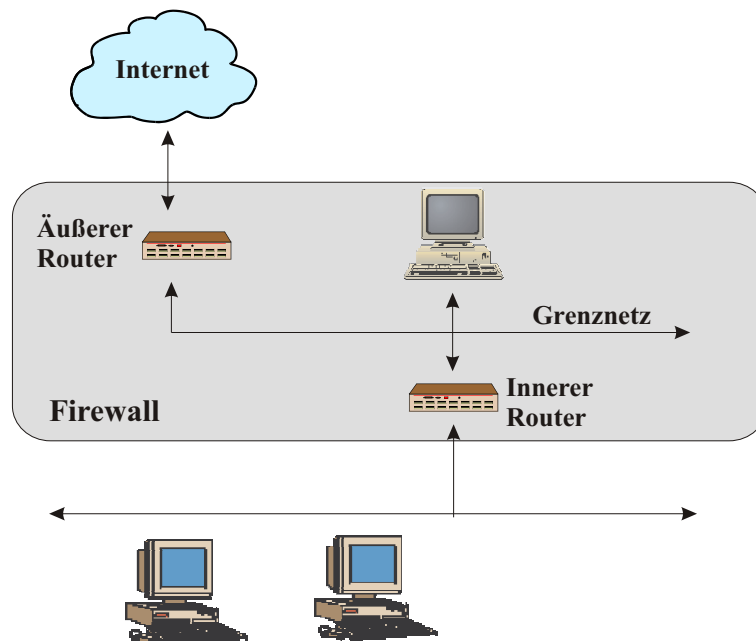 Internet
Äußerer
Router
Grenznetz
Innerer
Router
Firewall